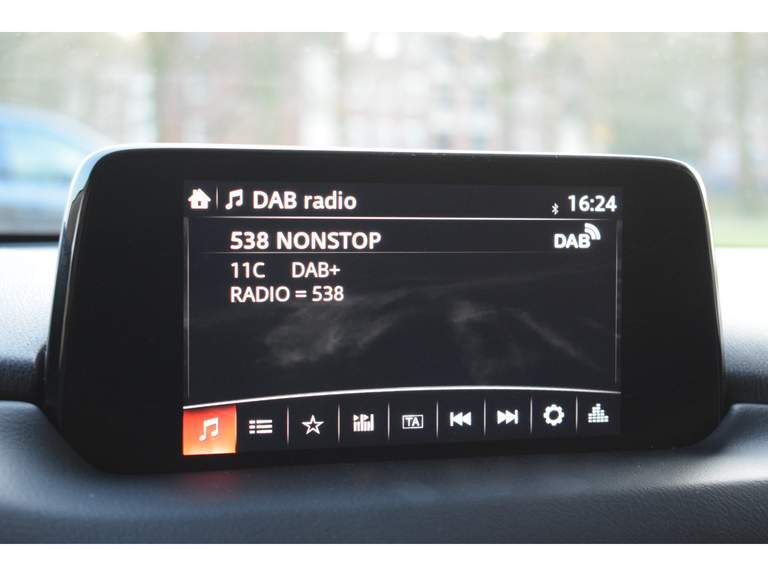 DAB radio 16:24
538 NONSTOP DAB
11C DAB+
RADIO = 538
TA